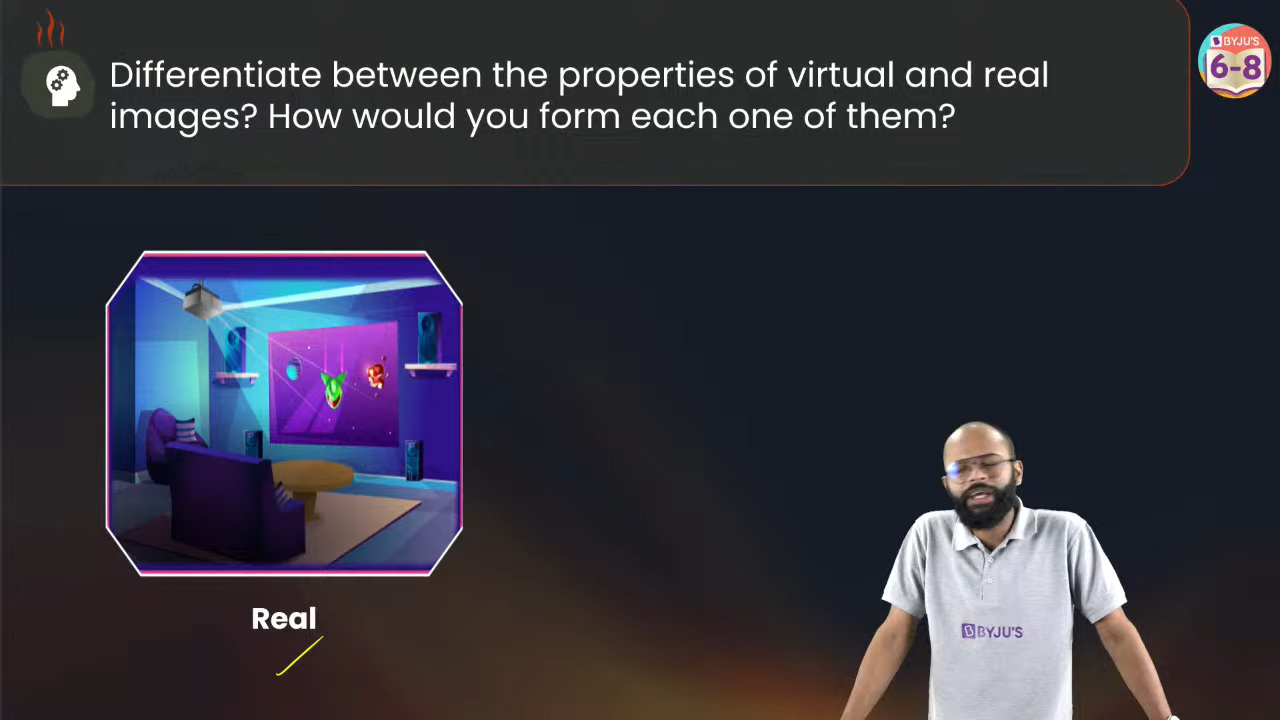 Differentiate between the properties of virtual and real
images? How would you form each one of them?
BYJU'S
6-8
Real
BYJU'S